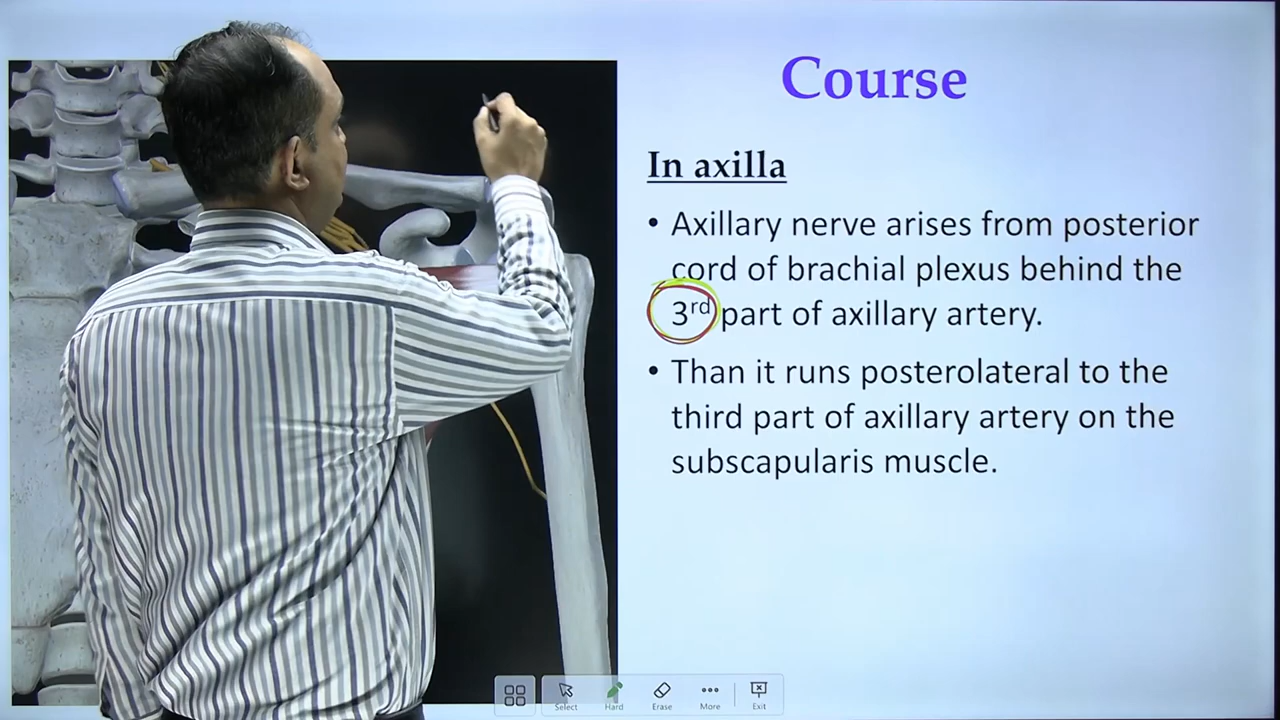 Course
In axilla
• Axillary nerve arises from posterior
cord of brachial plexus behind the
3rd part of axillary artery.
• Than it runs posterolateral to the
third part of axillary artery on the
subscapularis muscle.
Select
Hard
Erase
More
Exit